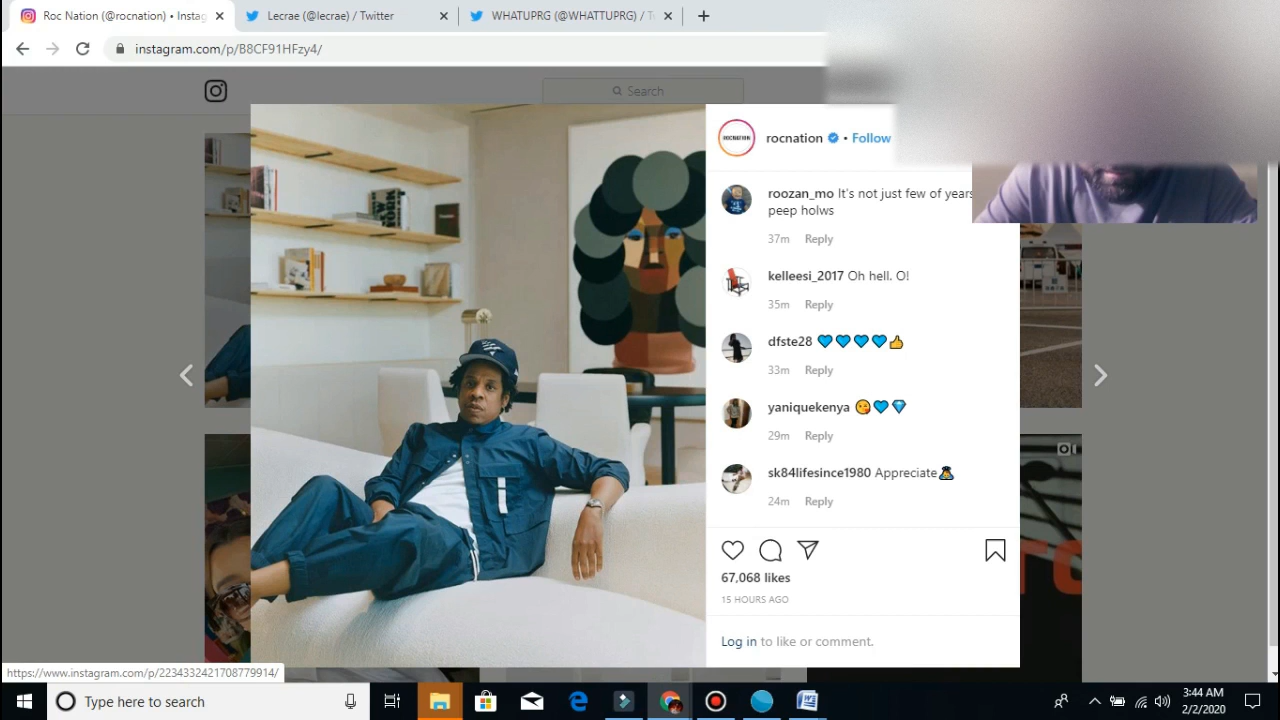 Roc Nation (@rocnation) • Instag
Lecrae (@lecrae) / Twitter
WHATUPRG (@WHATTUPRG) / T
instagram.com/p/B8CF91HFzy4/
Search
ROCNATION
rocnation • Follow
roozan_mo It's not just few of years
peep holws
37m Reply
kelleesi_2017 Oh hell. O!
35m Reply
dfste28 💙💙💙💙👍
33m Reply
yaniquekenya 😘💙💎
29m Reply
sk84lifesince1980 Appreciate
24m Reply
67,068 likes
15 HOURS AGO
Log in to like or comment.
https://www.instagram.com/p/2234332421708779914/
Type here to search
3:44 AM
2/2/2020